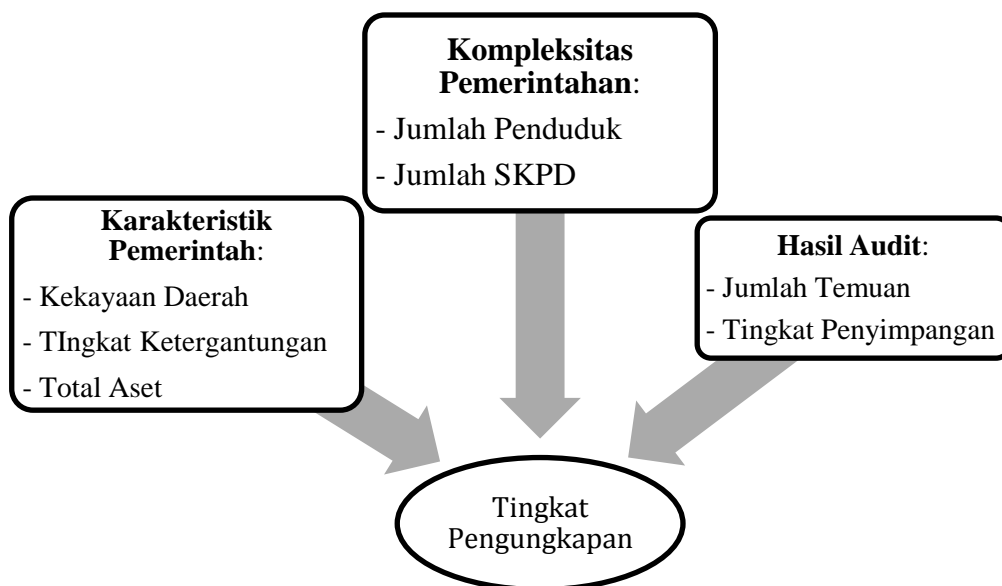 Kompleksitas
Pemerintahan:
- Jumlah Penduduk
- Jumlah SKPD
Karakteristik
Pemerintah:
- Kekayaan Daerah
- TIngkat Ketergantungan
- Total Aset
Hasil Audit:
- Jumlah Temuan
- Tingkat Penyimpangan
Tingkat
Pengungkapan